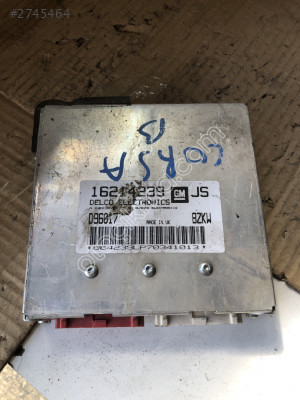 #2745464
CORSA
B
16214239 GM JS
DELCO ELECTRONICS
D96017 MADE IN UK BZKW